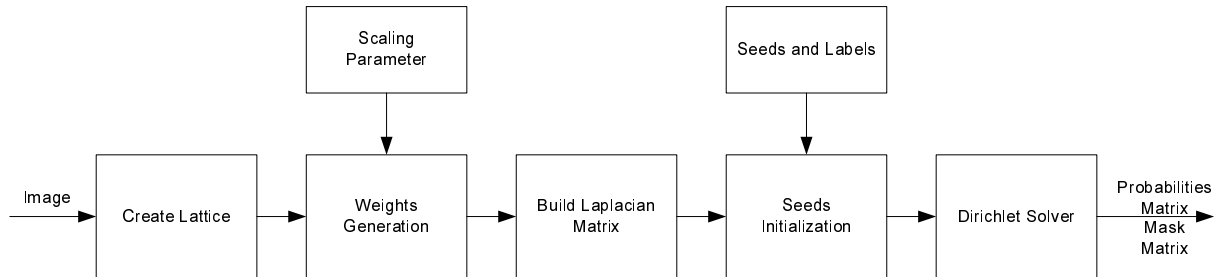 Scaling
Parameter
Seeds and Labels
Image
Create Lattice
Weights
Generation
Build Laplacian
Matrix
Seeds
Initialization
Dirichlet Solver
Probabilities
Matrix
Mask
Matrix